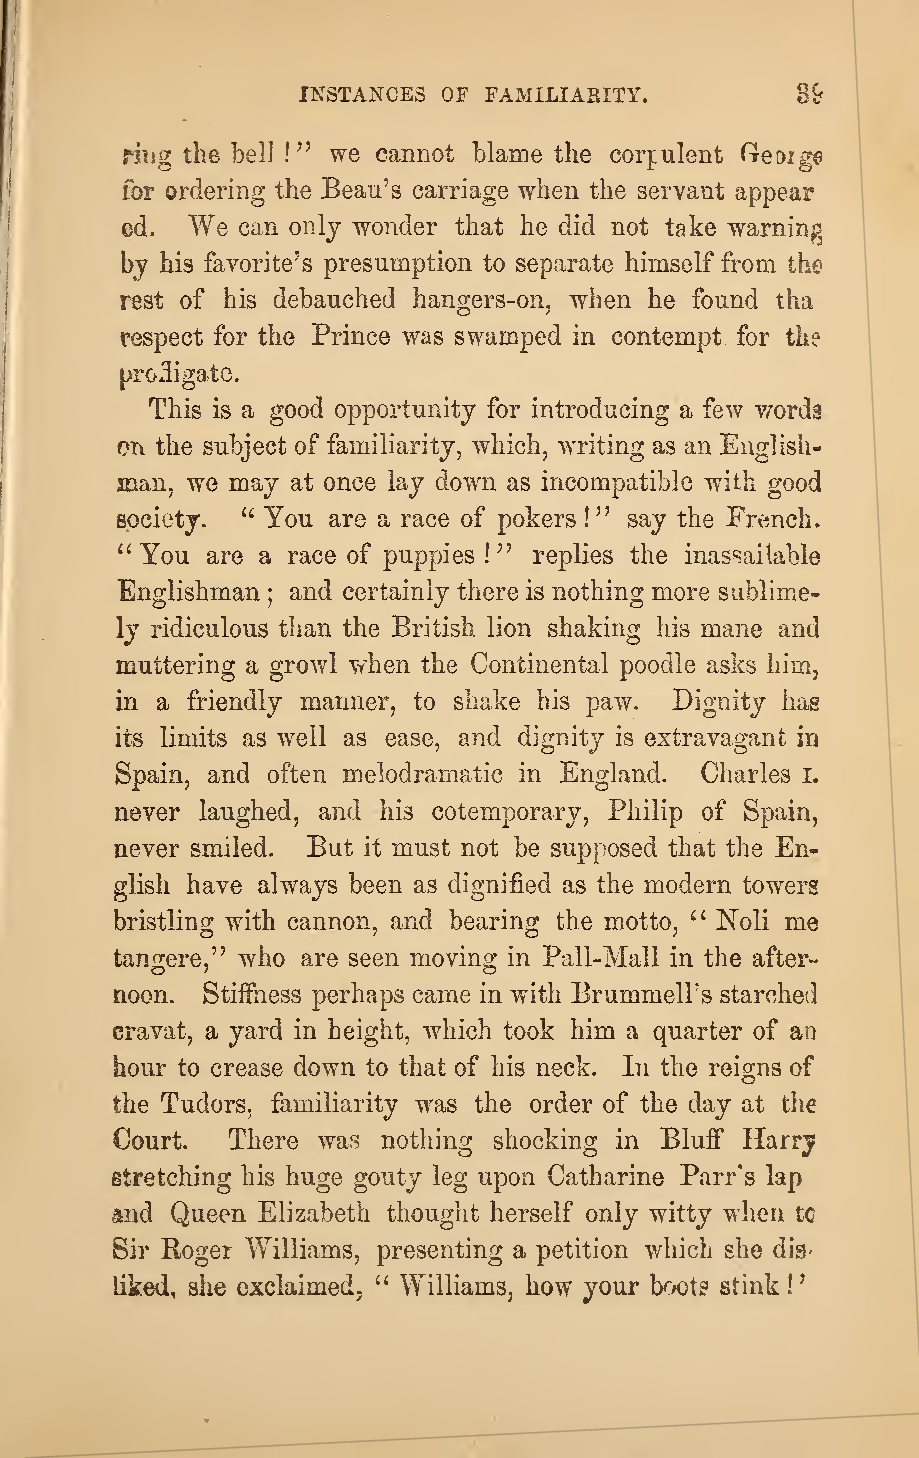 INSTANCES OF FAMILIARITY. 39
ring the bell!” we cannot blame the corpulent George
for ordering the Beau’s carriage when the servant appear
ed. We can only wonder that he did not take warning
by his favorite’s presumption to separate himself from the
rest of his debauched hangers-on, when he found tha
respect for the Prince was swamped in contempt for the
profligate.
This is a good opportunity for introducing a few words
on the subject of familiarity, which, writing as an English-
man, we may at once lay down as incompatible with good
society. “You are a race of pokers!” say the French.
“You are a race of puppies!” replies the inassailable
Englishman; and certainly there is nothing more sublime-
ly ridiculous than the British lion shaking his mane and
muttering a growl when the Continental poodle asks him,
in a friendly manner, to shake his paw. Dignity has
its limits as well as ease, and dignity is extravagant in
Spain, and often melodramatic in England. Charles I.
never laughed, and his cotemporary, Philip of Spain,
never smiled. But it must not be supposed that the En-
glish have always been as dignified as the modern towers
bristling with cannon, and bearing the motto, “Noli me
tangere,” who are seen moving in Pall-Mall in the after-
noon. Stiffness perhaps came in with Brummell’s starched
cravat, a yard in height, which took him a quarter of an
hour to crease down to that of his neck. In the reigns of
the Tudors, familiarity was the order of the day at the
Court. There was nothing shocking in Bluff Harry
stretching his huge gouty leg upon Catharine Parr’s lap
and Queen Elizabeth thought herself only witty when to
Sir Roger Williams, presenting a petition which she dis-
liked, she exclaimed, “Williams, how your boots stink!’